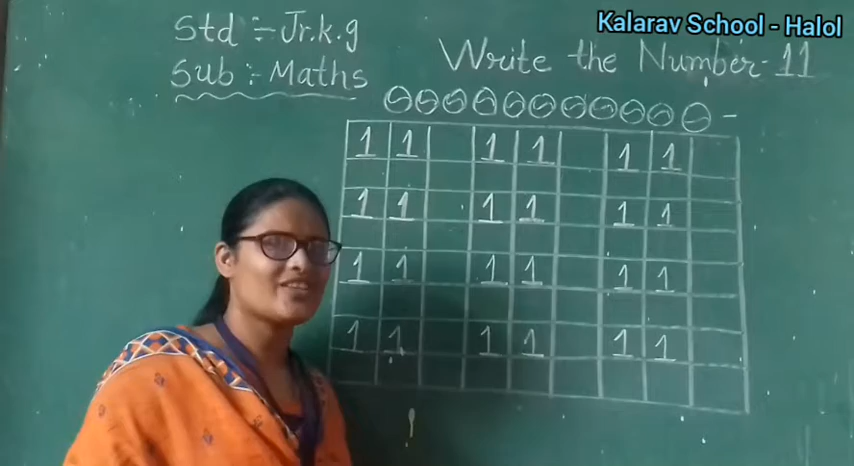 Kalarav School - Halol
Std :- Jr.k.g
Sub :- Maths
Write the Number - 11
1 1 1 1 1 1
1 1 1 1 1 1
1 1 1 1 1 1
1 1 1 1 1 1